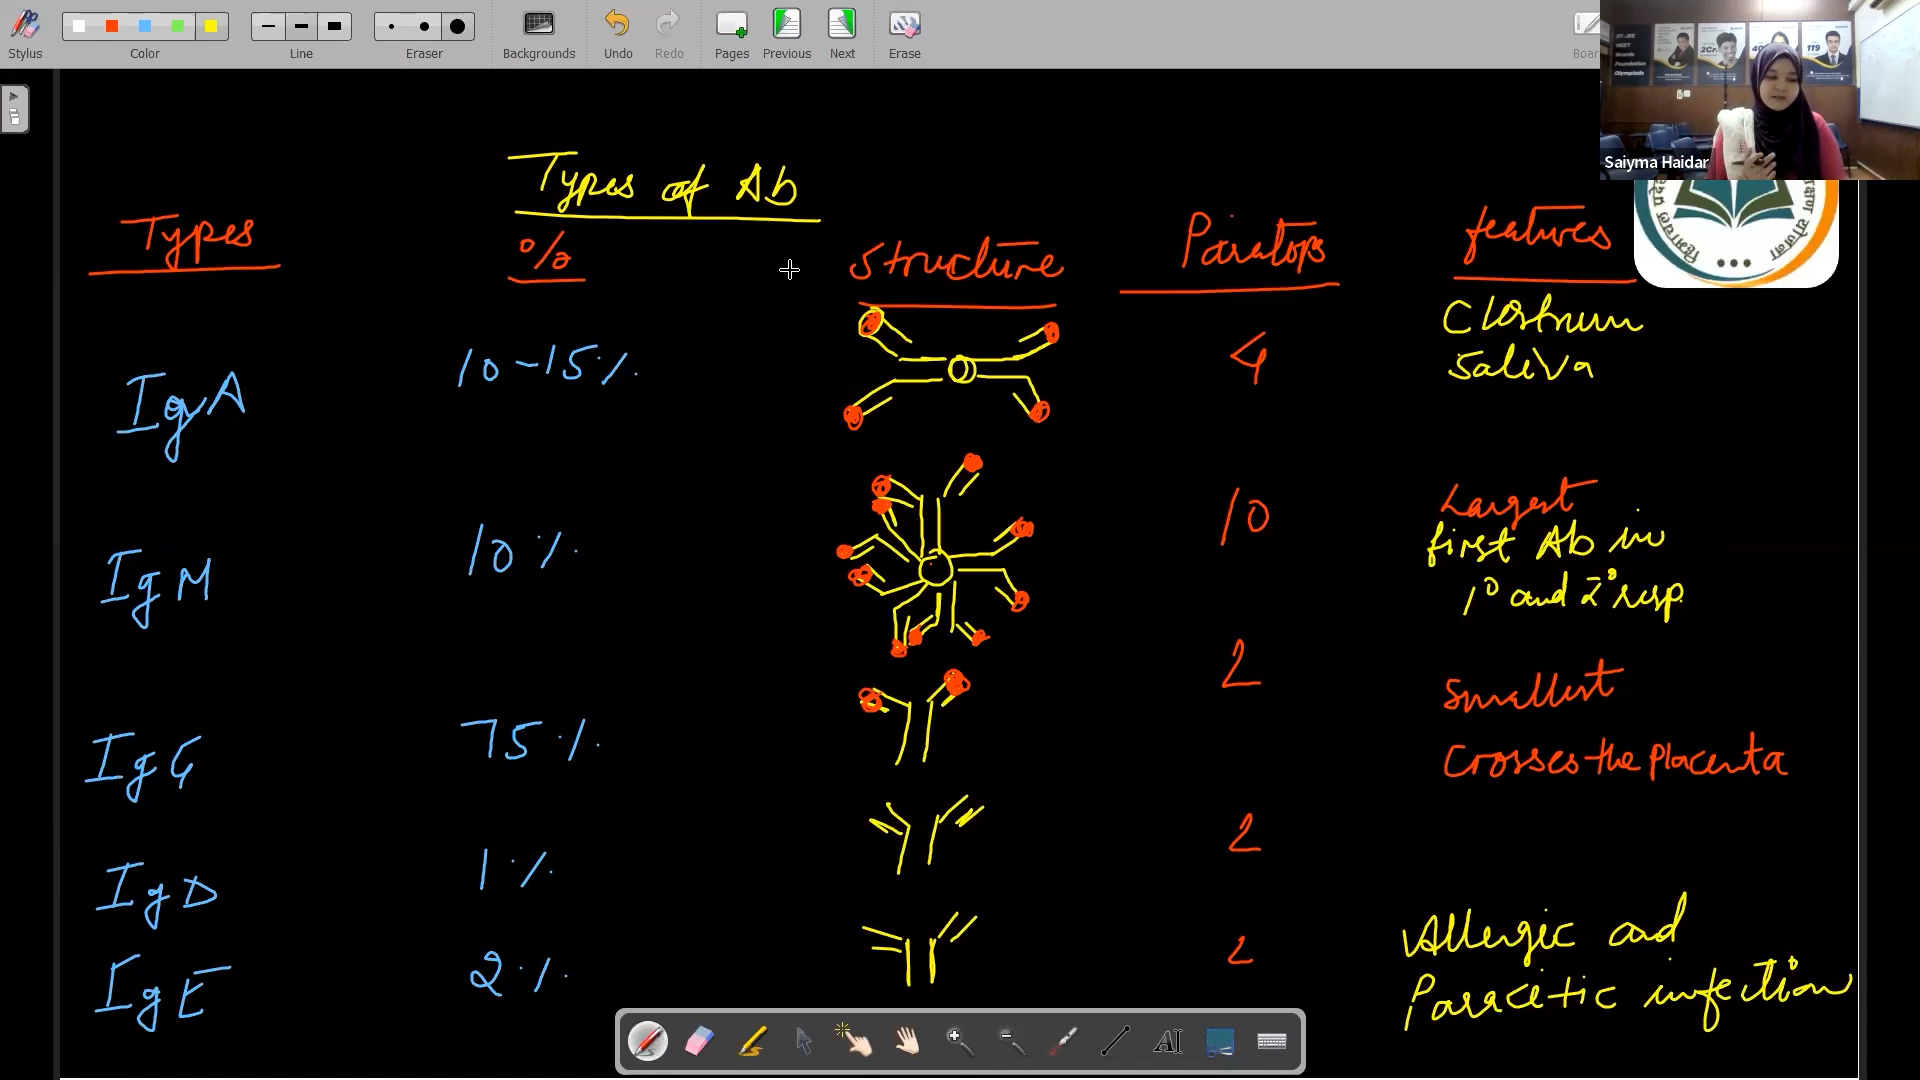 Stylus Color Line Eraser Backgrounds Undo Redo Pages Previous Next Erase
2Cr
119
Saiyma Haidar
Types of Ab
Types % Structure Paratops features
IgA 10-15% 4 Clostrum
Saliva
IgM 10% 10 Largest
first Ab in
1° and 2° resp.
IgG 75% 2 Smallest
Crosses the Placenta
IgD 1% 2
IgE 2% 2 Allergic and
Paracitic infection